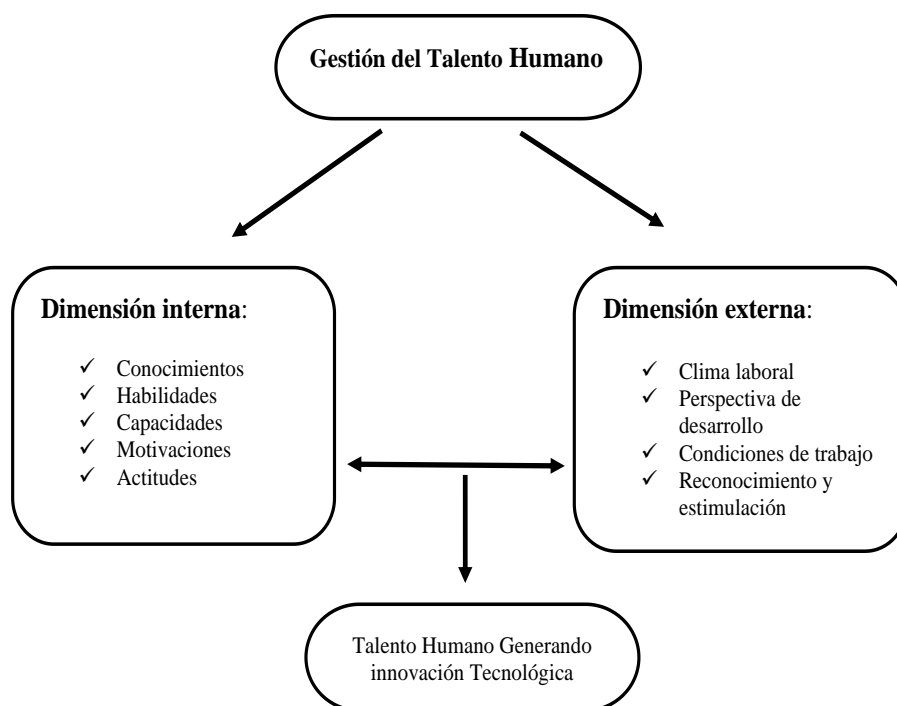 Gestión del Talento Humano
Dimensión interna:
✓ Conocimientos
✓ Habilidades
✓ Capacidades
✓ Motivaciones
✓ Actitudes
Dimensión externa:
✓ Clima laboral
✓ Perspectiva de
desarrollo
✓ Condiciones de trabajo
✓ Reconocimiento y
estimulación
Talento Humano Generando
innovación Tecnológica